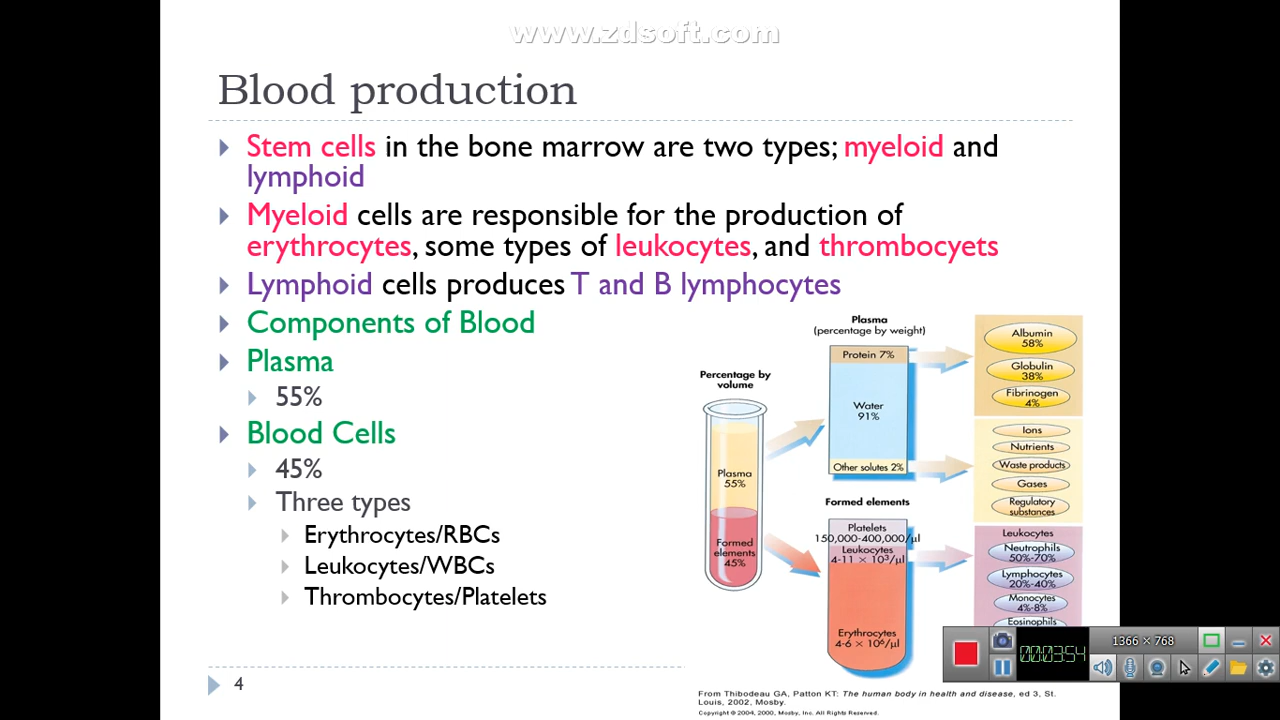 www.zdsoft.com
Blood production
Stem cells in the bone marrow are two types; myeloid and
lymphoid
Myeloid cells are responsible for the production of
erythrocytes, some types of leukocytes, and thrombocyets
Lymphoid cells produces T and B lymphocytes
Components of Blood
Plasma
55%
Blood Cells
45%
Three types
Erythrocytes/RBCs
Leukocytes/WBCs
Thrombocytes/Platelets
Percentage by
volume
Plasma
55%
Formed
elements
45%
Plasma
(percentage by weight)
Protein 7%
Water
91%
Other solutes 2%
Albumin
58%
Globulin
38%
Fibrinogen
4%
Ions
Nutrients
Waste products
Gases
Regulatory
substances
Formed elements
Platelets
150,000-400,000/µl
Leukocytes
4-11 × 10³/µl
Erythrocytes
4-6 × 10⁶/µl
Leukocytes
Neutrophils
50%-70%
Lymphocytes
20%-40%
Monocytes
4%-8%
Eosinophils
1366 × 768
00:03:54
From Thibodeau GA, Patton KT: The human body in health and disease, ed 3, St.
Louis, 2002, Mosby.
Copyright © 2004, 2000, Mosby, Inc. All Rights Reserved.
4